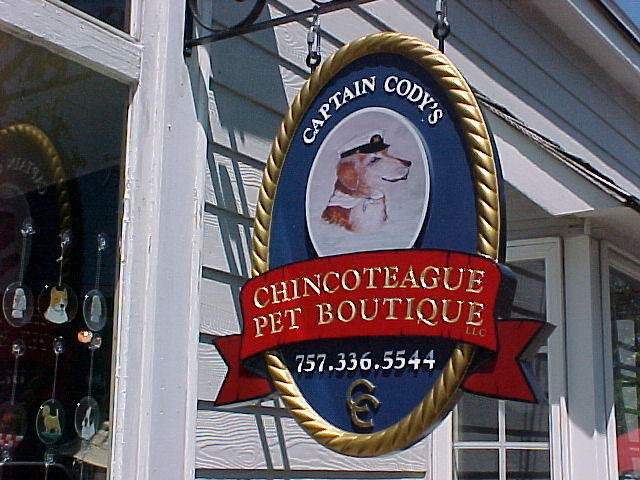 CAPTAIN CODY'S
CHINCOTEAGUE
PET BOUTIQUE
LLC
757.336.5544
CC